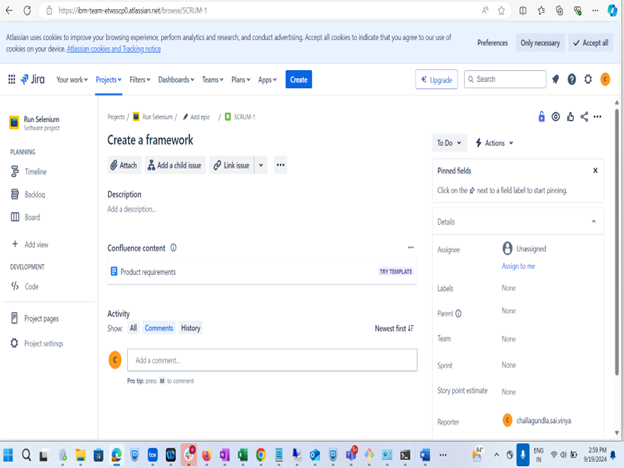 https://ibm-team-etwsscp0.atlassian.net/browse/SCRUM-1
Atlassian uses cookies to improve your browsing experience, perform analytics and research, and conduct advertising. Accept all cookies to indicate that you agree to our use
of cookies on your device. Atlassian cookies and Tracking notice
Preferences
Only necessary
Accept all
Jira
Your work
Projects
Filters
Dashboards
Teams
Plans
Apps
Create
Upgrade
Search
C
Run Selenium
Software project
PLANNING
Timeline
Backlog
Board
Add view
DEVELOPMENT
Code
Project pages
Project settings
Projects / Run Selenium / Add epic / SCRUM-1
Create a framework
Attach
Add a child issue
Link issue
Description
Add a description...
Confluence content
Product requirements
TRY TEMPLATE
Activity
Show: All Comments History
Newest first
C
Add a comment...
Pro tip: press M to comment
To Do
Actions
Pinned fields
X
Click on the next to a field label to start pinning.
Details
Assignee
Unassigned
Assign to me
Labels
None
Parent
None
Team
None
Sprint
None
Story point estimate
None
Reporter
C challagundla.sai.vinya
84°
ENG
IN
2:59 PM
9/19/2024